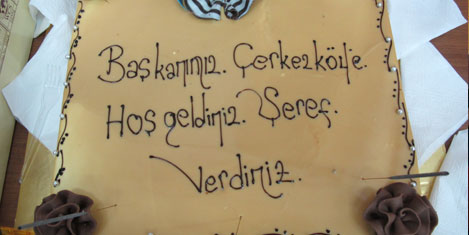 Başkanımız. Çerkezköy'e.
Hoş geldiniz. Şeref.
Verdiniz.